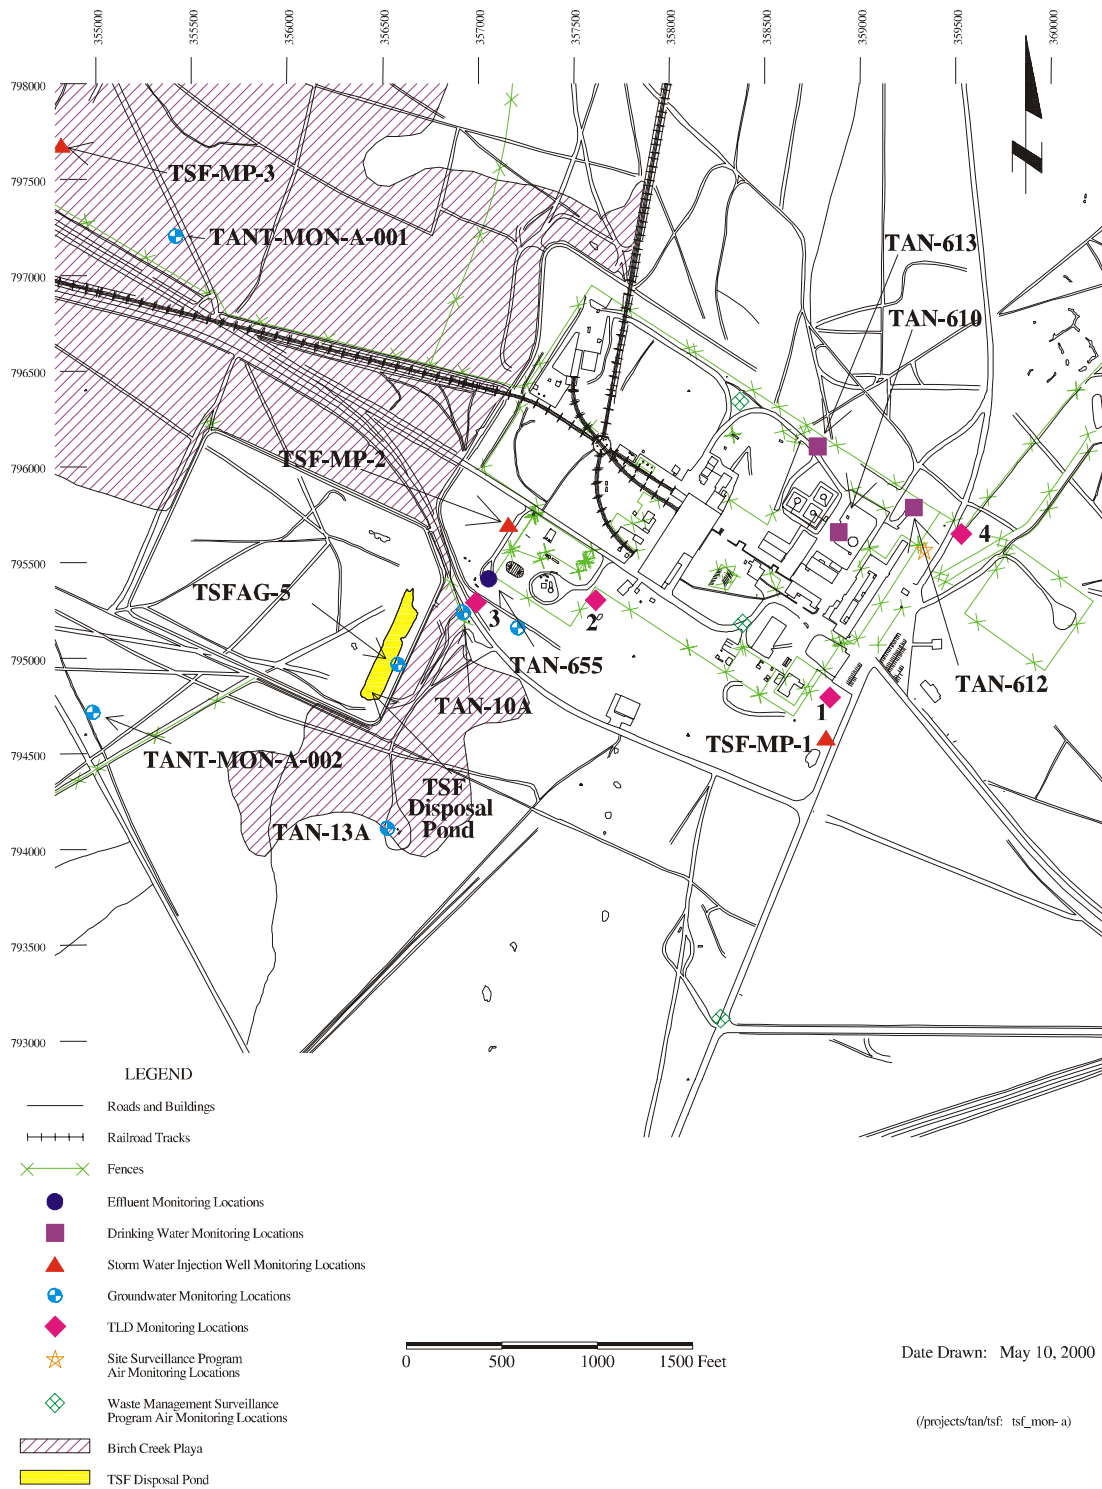 355000
355500
356000
356500
357000
357500
358000
358500
359000
359500
360000
798000
797500
797000
796500
796000
795500
795000
794500
794000
793500
793000
TSF-MP-3
TANT-MON-A-001
TAN-613
TAN-610
TSF-MP-2
4
TSFAG-5
3
2
TAN-655
TAN-612
TAN-10A
1
TSF-MP-1
TANT-MON-A-002
TSF
Disposal
Pond
TAN-13A
N
LEGEND
Roads and Buildings
Railroad Tracks
Fences
Effluent Monitoring Locations
Drinking Water Monitoring Locations
Storm Water Injection Well Monitoring Locations
Groundwater Monitoring Locations
TLD Monitoring Locations
Site Surveillance Program
Air Monitoring Locations
Waste Management Surveillance
Program Air Monitoring Locations
Birch Creek Playa
TSF Disposal Pond
0 500 1000 1500 Feet
Date Drawn: May 10, 2000
(/projects/tan/tsf: tsf_mon- a)